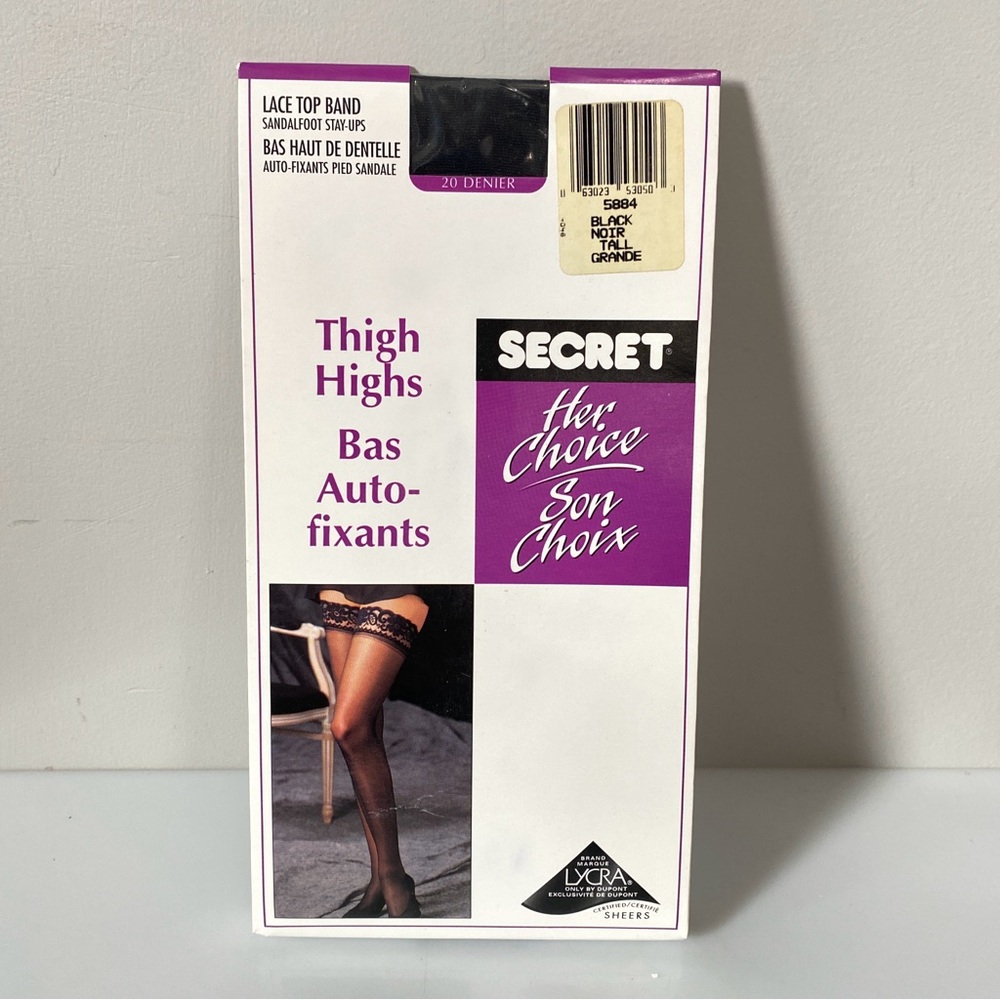 LACE TOP BAND
SANDALFOOT STAY-UPS
BAS HAUT DE DENTELLE
AUTO-FIXANTS PIED SANDALE
20 DENIER
63023 53050
5884
BLACK
NOIR
TALL
GRANDE
Thigh
Highs
Bas
Auto-
fixants
SECRET®
Her
Choice
Son
Choix
BRAND
MARQUE
LYCRA®
ONLY BY DUPONT
EXCLUSIVITÉ DE DUPONT
CERTIFIED/CERTIFIÉ
SHEERS